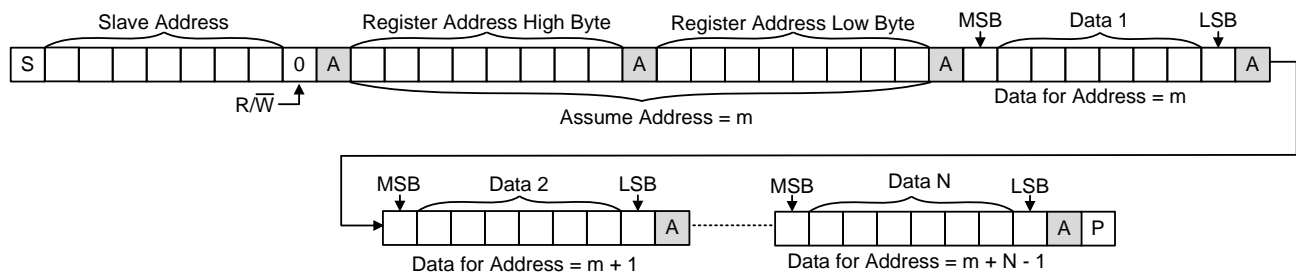 Slave Address
Register Address High Byte
Register Address Low Byte
MSB
Data 1
LSB
S
0
A
A
A
A
R/W̅
Assume Address = m
Data for Address = m
MSB
Data 2
LSB
MSB
Data N
LSB
A
A
P
Data for Address = m + 1
Data for Address = m + N - 1